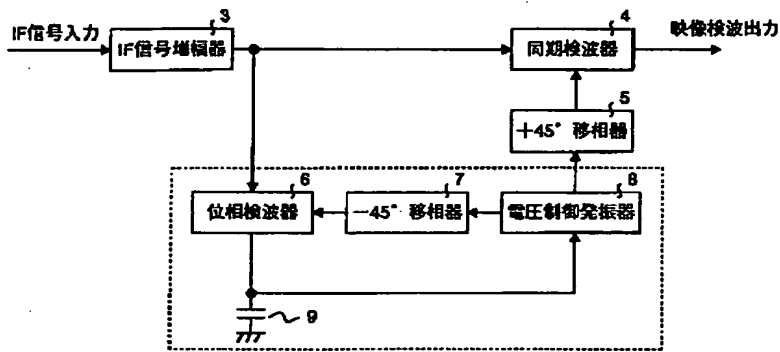 IF信号入力
3
IF信号増幅器
4
同期検波器
映像検波出力
5
+45° 移相器
6
位相検波器
7
-45° 移相器
8
電圧制御発振器
9